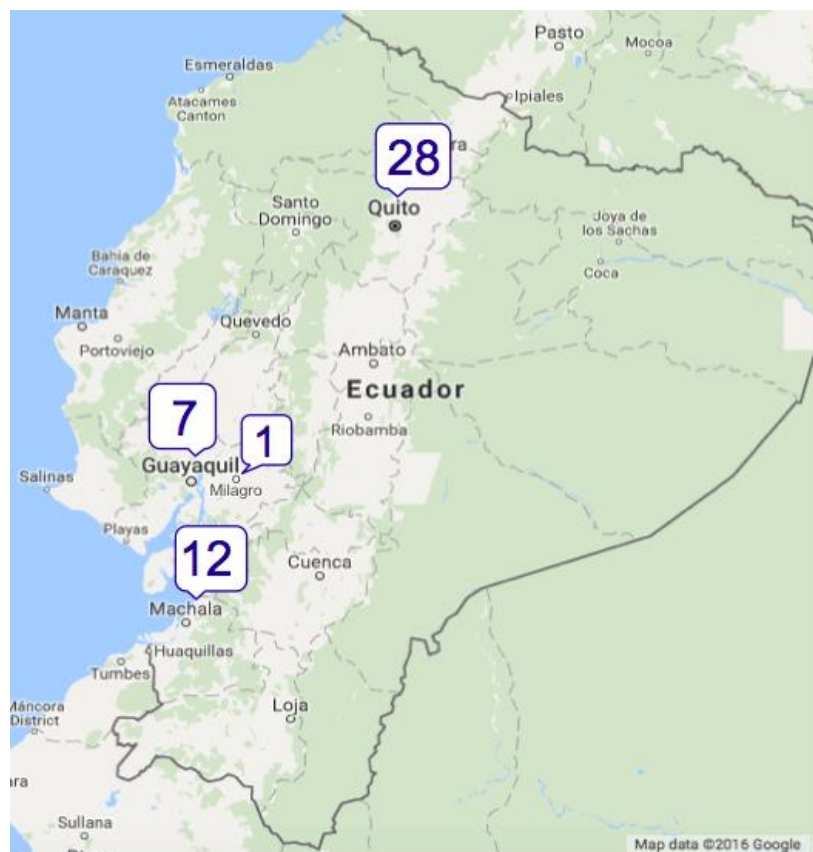 Pasto
Mocoa
Esmeraldas
Ipiales
Atacames
Canton
ra
28
Santo
Domingo
Quito
Joya de
los Sachas
Coca
Bahia de
Caraquez
Manta
Quevedo
Portoviejo
Ambato
Ecuador
7
Riobamba
1
Guayaquil
Salinas
Milagro
Playas
12
Cuenca
Machala
Huaquillas
Tumbes
Loja
Máncora
District
ara
Sullana
Map data ©2016 Google